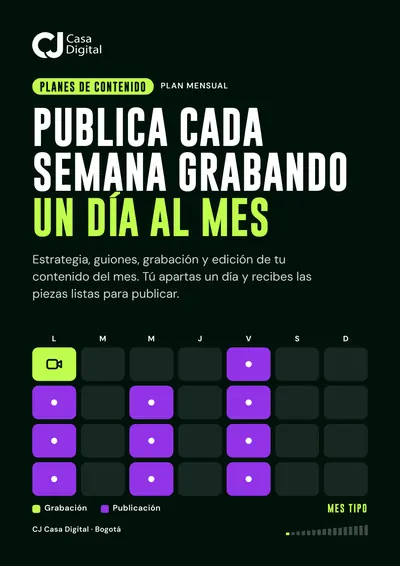 CJ Casa
Digital
PLANES DE CONTENIDO PLAN MENSUAL
PUBLICA CADA
SEMANA GRABANDO
UN DÍA AL MES
Estrategia, guiones, grabación y edición de tu
contenido del mes. Tú apartas un día y recibes las
piezas listas para publicar.
L M M J V S D
Grabación Publicación MES TIPO
CJ Casa Digital · Bogotá